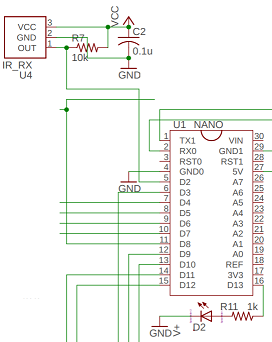 VCC
VCC 3
GND 2
OUT 1
IR_RX
U4
R7
10k
C2
0.1u
GND
U1 NANO
1 TX1 VIN 30
2 RX0 GND1 29
3 RST0 RST1 28
4 GND0 5V 27
5 D2 A7 26
6 D3 A6 25
7 D4 A5 24
8 D5 A4 23
9 D6 A3 22
10 D7 A2 21
11 D8 A1 20
12 D9 A0 19
13 D10 REF 18
14 D11 3V3 17
15 D12 D13 16
GND
R11 1k
D2
GND
V+